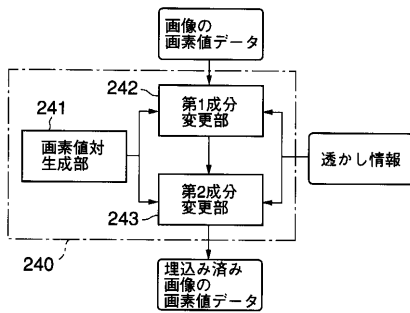 画像の
画素値データ
242
第1成分
変更部
241
画素値対
生成部
透かし情報
第2成分
変更部
243
240
埋込み済み
画像の
画素値データ